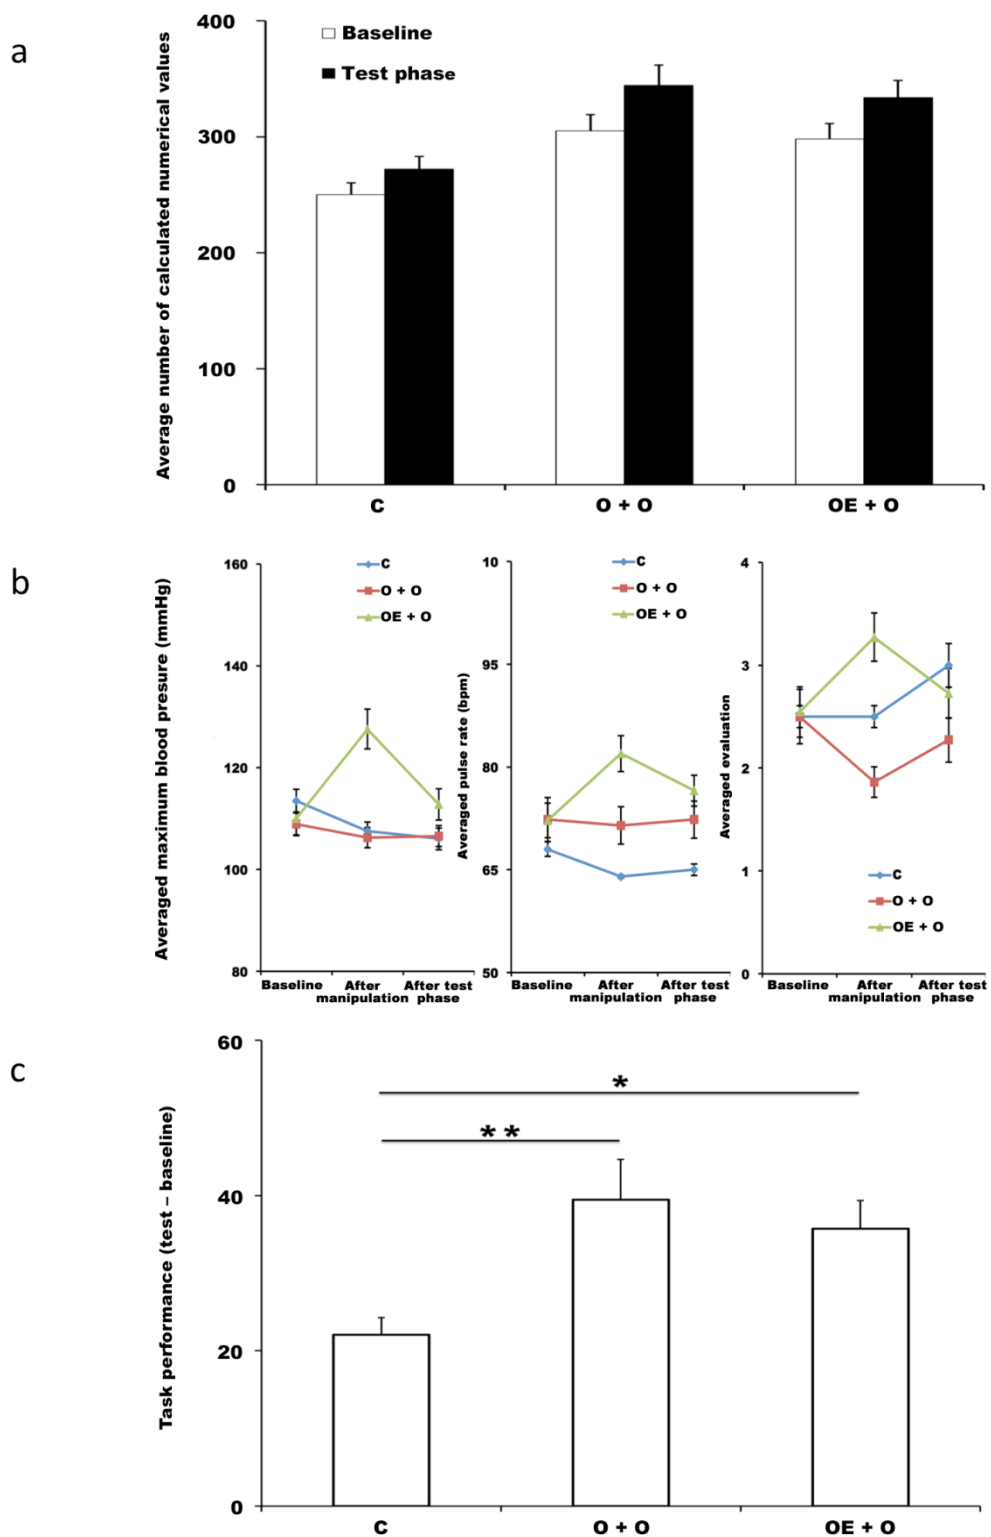 a
Average number of calculated numerical values
400
300
200
100
0
Baseline
Test phase
C
O + O
OE + O
b
Averaged maximum blood presure (mmHg)
160
140
120
100
80
C
O + O
OE + O
Baseline
After manipulation
After test phase
Averaged pulse rate (bpm)
10
95
80
65
50
C
O + O
OE + O
Baseline
After manipulation
After test phase
Averaged evaluation
4
3
2
1
0
C
O + O
OE + O
Baseline
After manipulation
After test phase
c
Task performance (test – baseline)
60
40
20
0
*
**
C
O + O
OE + O